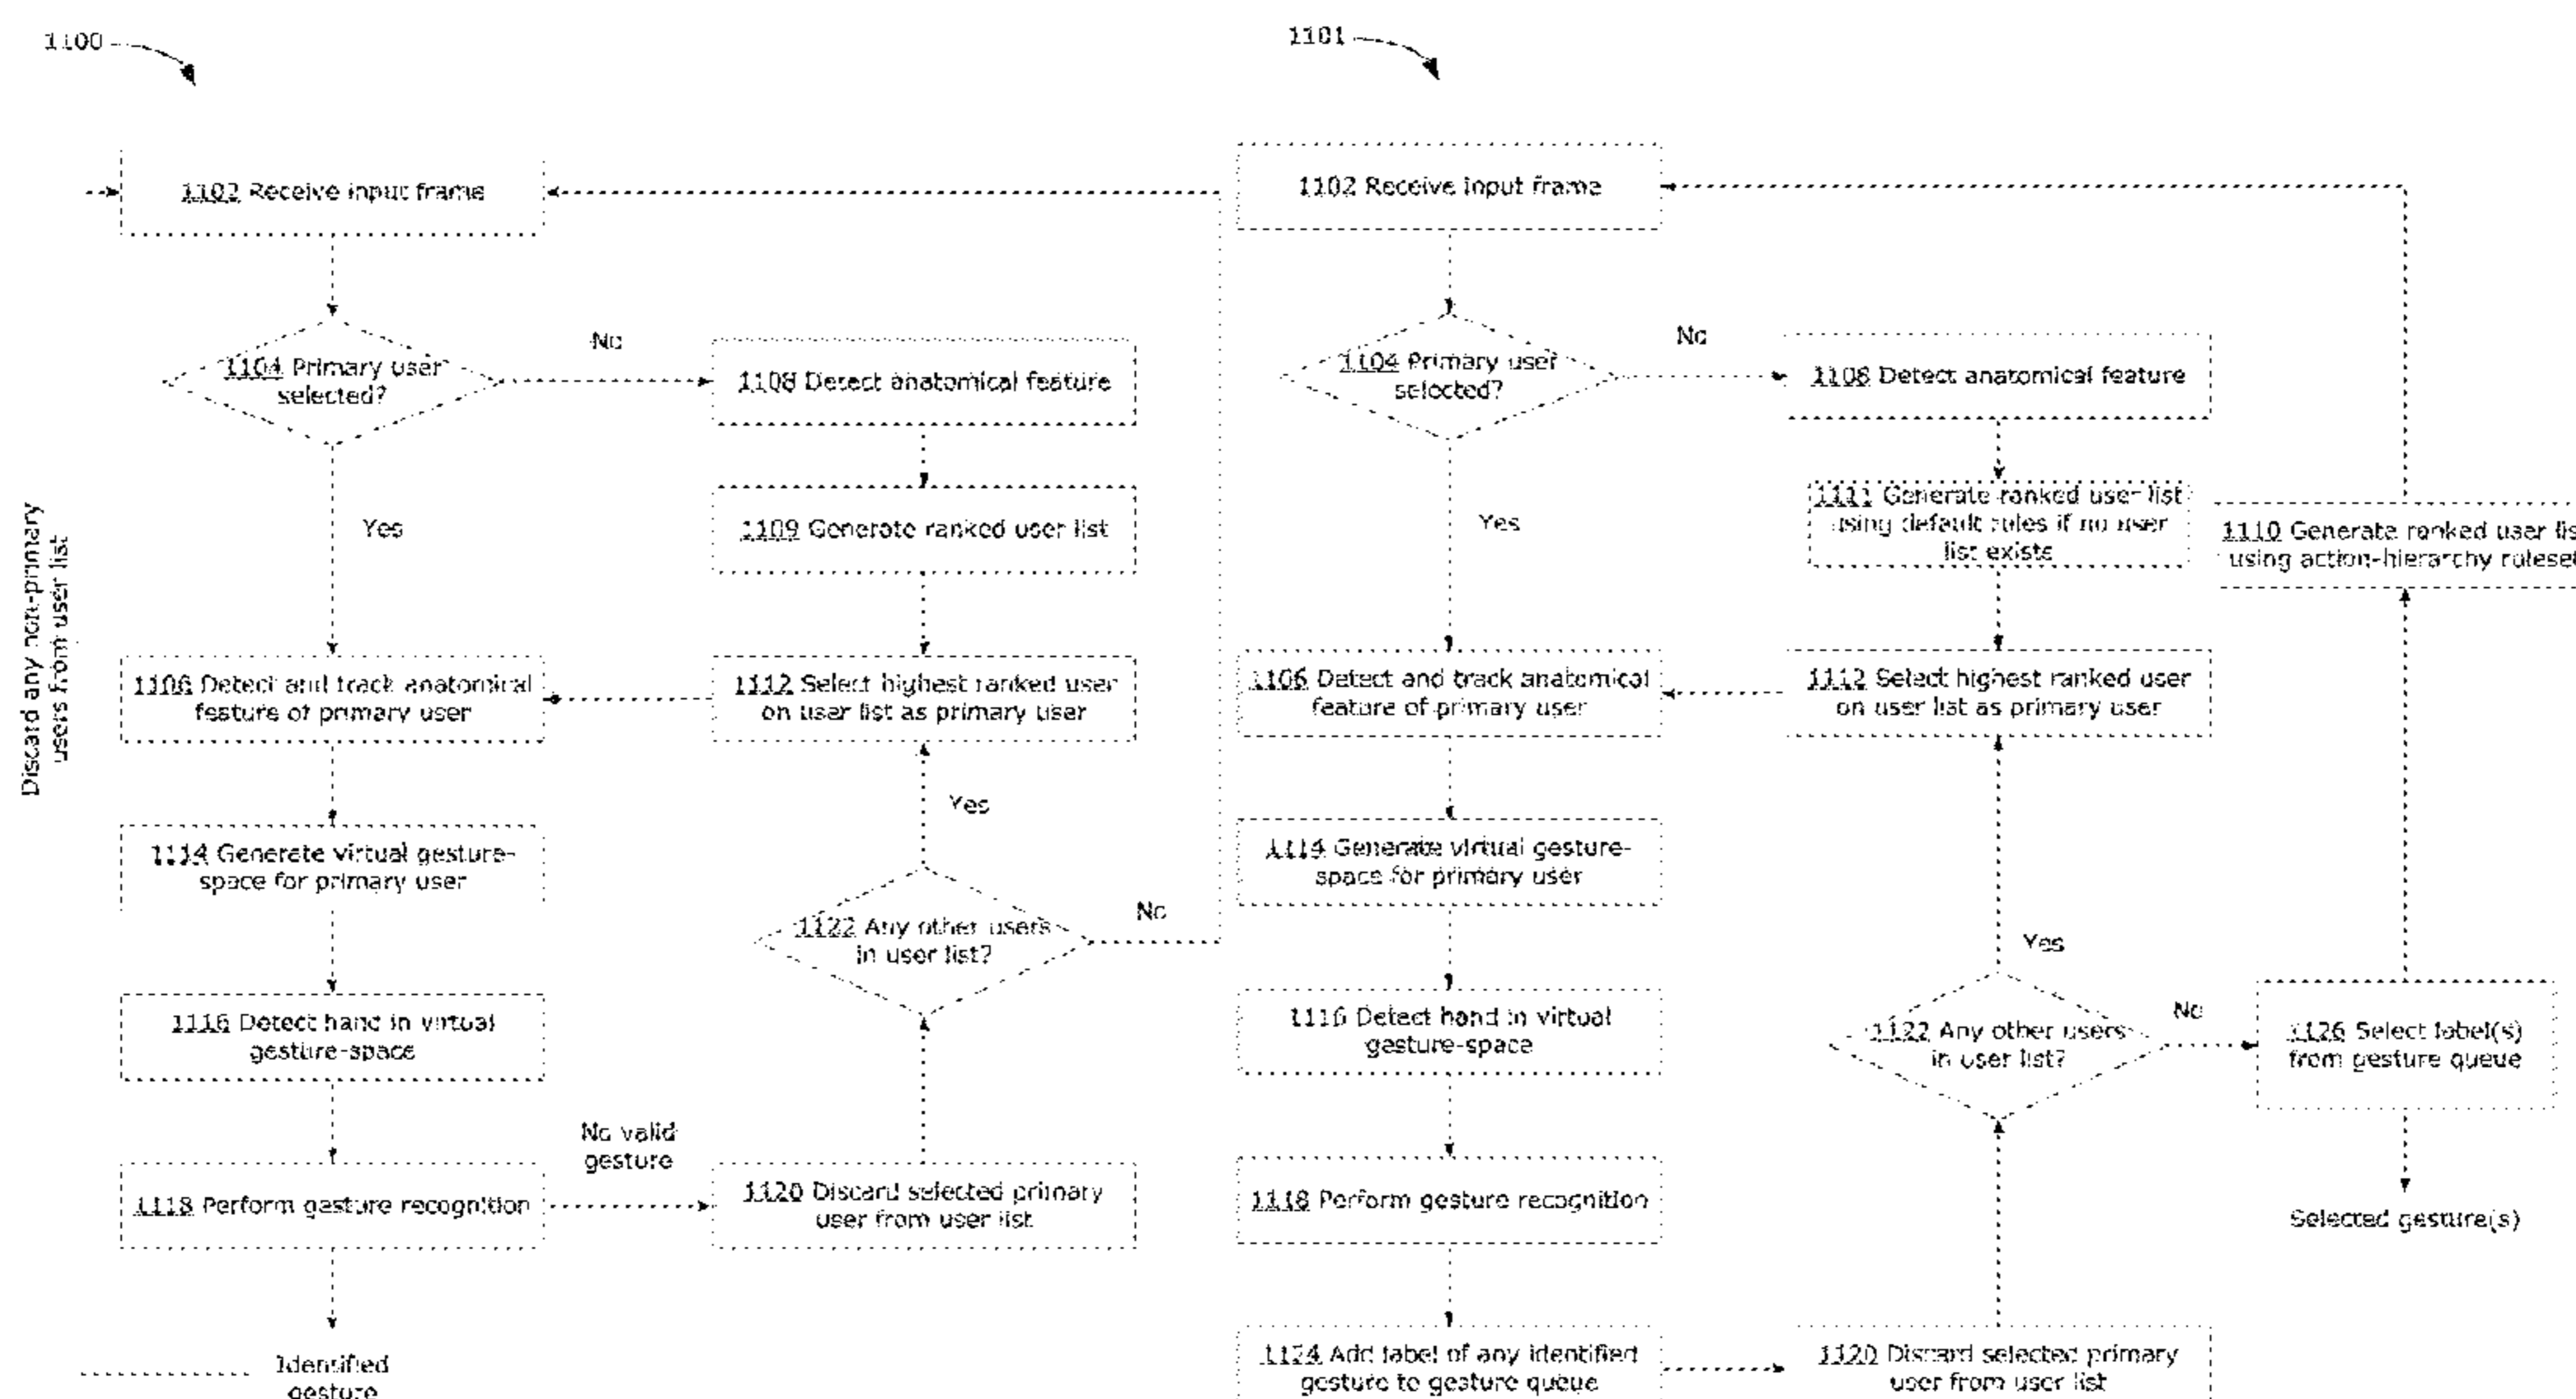 1100
1102 Receive input frame
1104 Primary user
selected?
No
1108 Detect anatomical feature
1109 Generate ranked user list
Yes
Discard any non-primary
users from user list
1106 Detect and track anatomical
feature of primary user
1112 Select highest ranked user
on user list as primary user
Yes
1114 Generate virtual gesture-
space for primary user
1122 Any other users
in user list?
No
1116 Detect hand in virtual
gesture-space
1118 Perform gesture recognition
No valid
gesture
1120 Discard selected primary
user from user list
Identified
gesture
1101
1102 Receive input frame
1104 Primary user
selected?
No
1108 Detect anatomical feature
1111 Generate ranked user list
using default rules if no user
list exists
1110 Generate ranked user
using action-hierarchy
Yes
1106 Detect and track anatomical
feature of primary user
1112 Select highest ranked user
on user list as primary user
1114 Generate virtual gesture-
space for primary user
Yes
1116 Detect hand in virtual
gesture-space
1122 Any other users
in user list?
No
1126 Select label(s)
from gesture queue
1118 Perform gesture recognition
Selected gesture(s)
1124 Add label of any identified
gesture to gesture queue
1120 Discard selected primary
user from user list